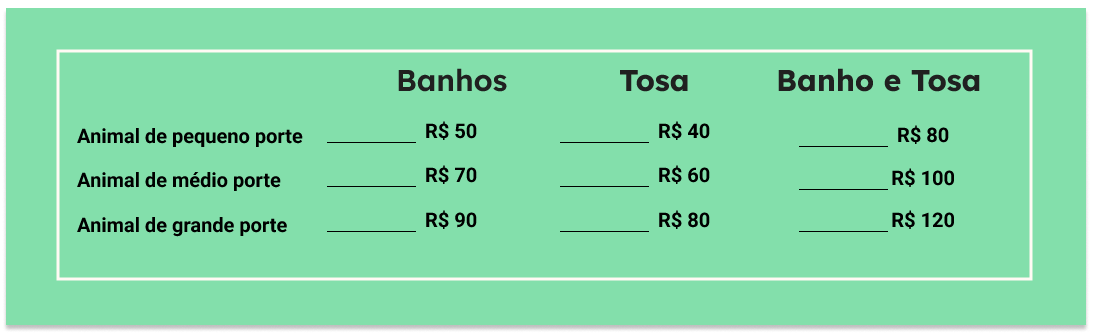 Banhos Tosa Banho e Tosa
Animal de pequeno porte ________ R$ 50 ________ R$ 40 ________ R$ 80
Animal de médio porte ________ R$ 70 ________ R$ 60 ________ R$ 100
Animal de grande porte ________ R$ 90 ________ R$ 80 ________ R$ 120